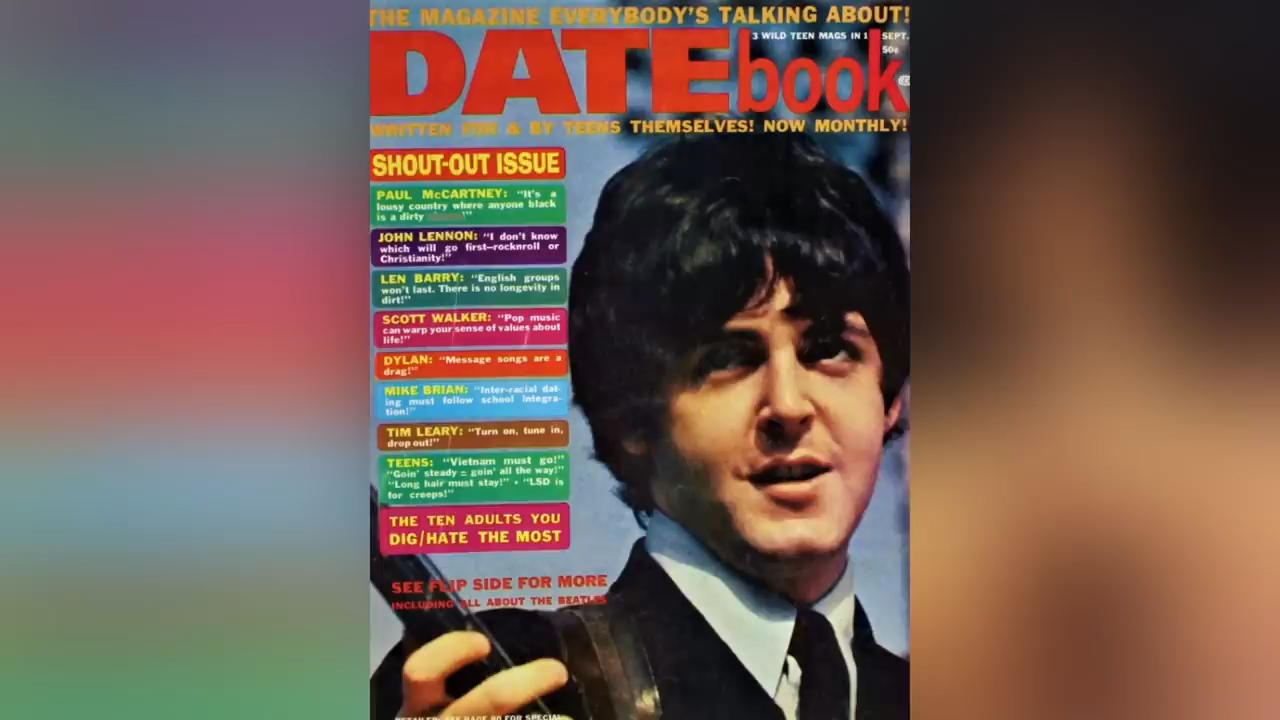 THE MAGAZINE EVERYBODY'S TALKING ABOUT!
3 WILD TEEN MAGS IN 1 SEPT.
50¢
DATEbook
WRITTEN FOR & BY TEENS THEMSELVES! NOW MONTHLY!
SHOUT-OUT ISSUE
PAUL McCARTNEY: "It's a
lousy country where anyone black
is a dirty "
JOHN LENNON: "I don't know
which will go first—rocknroll or
Christianity!"
LEN BARRY: "English groups
won't last. There is no longevity in
dirt!"
SCOTT WALKER: "Pop music
can warp your sense of values about
life!"
DYLAN: "Message songs are a
drag!"
MIKE BRIAN: "Inter-racial dat-
ing must follow school integra-
tion!"
TIM LEARY: "Turn on, tune in,
drop out!"
TEENS: "Vietnam must go!"
"Goin' steady = goin' all the way!"
"Long hair must stay!" • "LSD is
for creeps!"
THE TEN ADULTS YOU
DIG/HATE THE MOST
SEE FLIP SIDE FOR MORE
INCLUDING ALL ABOUT THE BEATLES
RETAILER: SEE PAGE 80 FOR SPECIAL